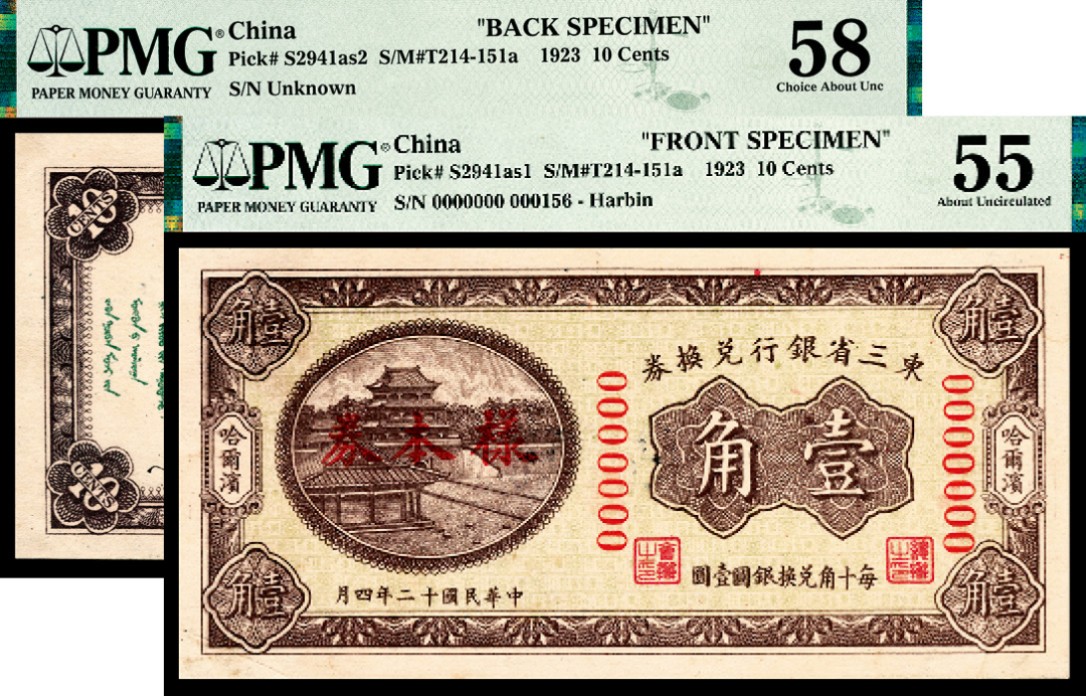 PMG
PAPER MONEY GUARANTY
China
"BACK SPECIMEN"
Pick# S2941as2 S/M#T214-151a 1923 10 Cents
S/N Unknown
58
Choice About Unc
10
CENTS
10
CENTS
PMG
PAPER MONEY GUARANTY
China
"FRONT SPECIMEN"
Pick# S2941as1 S/M#T214-151a 1923 10 Cents
S/N 0000000 000156 - Harbin
55
About Uncirculated
壹角
壹角
東三省銀行兌換券
0000000
0000000
壹角
樣本券
哈爾濱
哈爾濱
每十角兌換銀圓壹圓
中華民國十二年四月
壹角
壹角